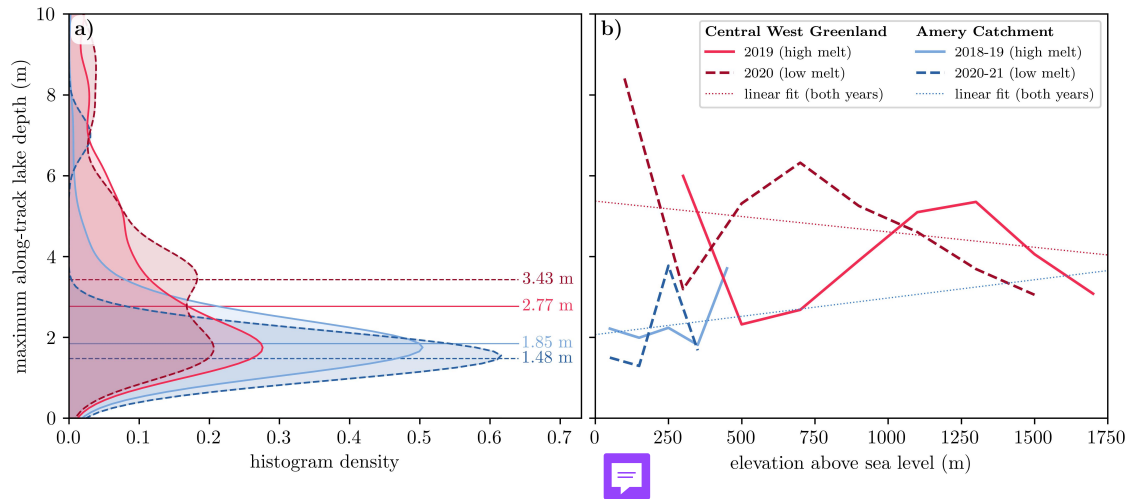 a)
maximum along-track lake depth (m)
10
8
6
4
2
0
3.43 m
2.77 m
1.85 m
1.48 m
0.0 0.1 0.2 0.3 0.4 0.5 0.6 0.7
histogram density
b)
Central West Greenland
2019 (high melt)
2020 (low melt)
linear fit (both years)
Amery Catchment
2018-19 (high melt)
2020-21 (low melt)
linear fit (both years)
0 250 500 750 1000 1250 1500 1750
elevation above sea level (m)